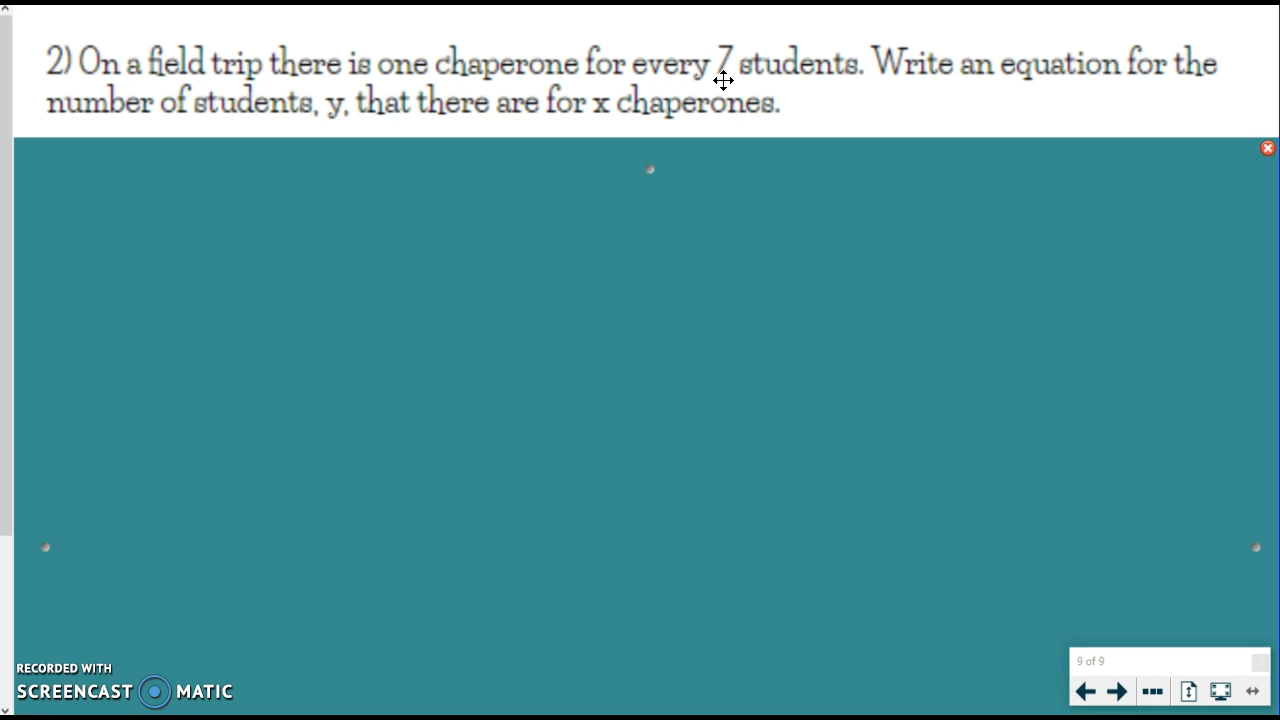 2) On a field trip there is one chaperone for every 7 students. Write an equation for the
number of students, y, that there are for x chaperones.
RECORDED WITH
SCREENCAST MATIC
9 of 9